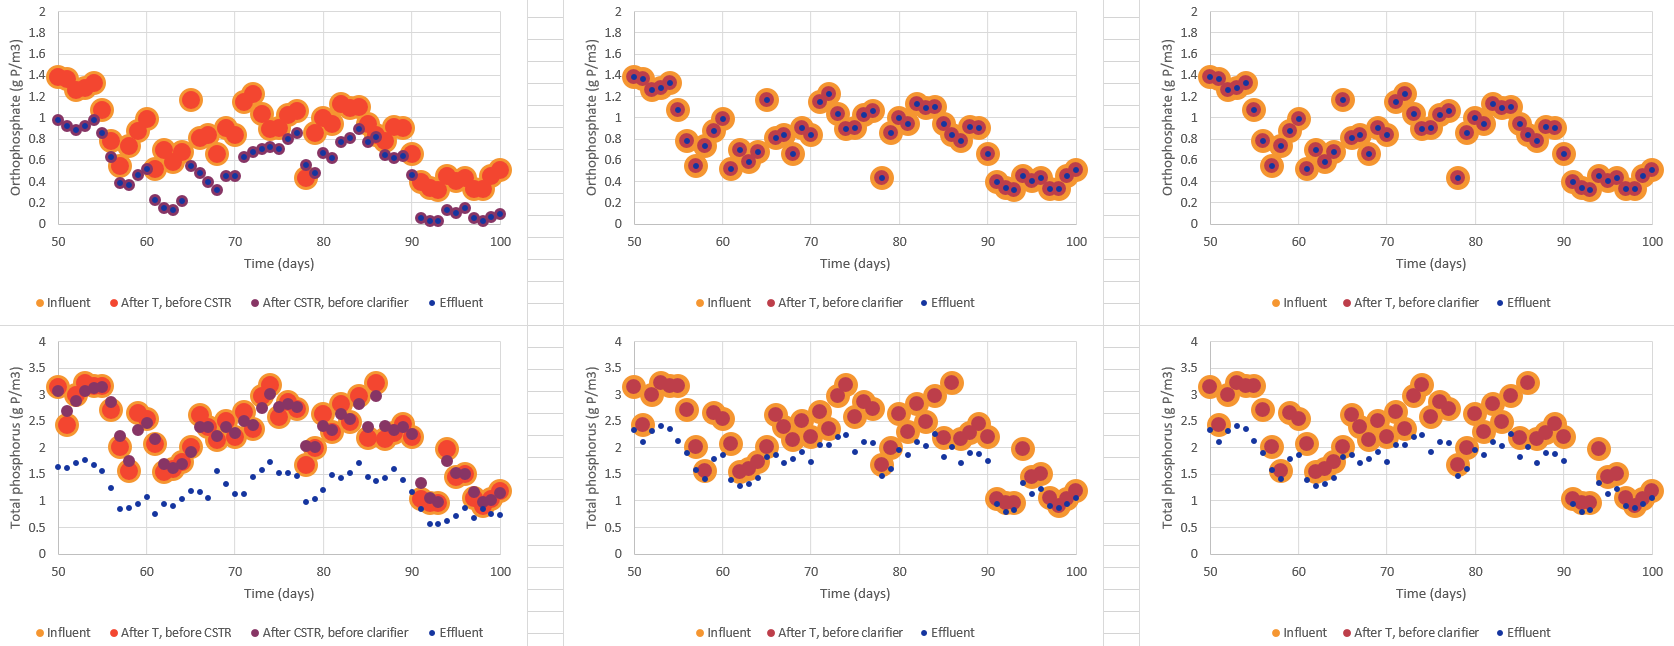 Orthophosphate (g P/m3)
2
1.8
1.6
1.4
1.2
1
0.8
0.6
0.4
0.2
0
50 60 70 80 90 100
Time (days)
Influent After T, before CSTR After CSTR, before clarifier Effluent
Orthophosphate (g P/m3)
2
1.8
1.6
1.4
1.2
1
0.8
0.6
0.4
0.2
0
50 60 70 80 90 100
Time (days)
Influent After T, before clarifier Effluent
Orthophosphate (g P/m3)
2
1.8
1.6
1.4
1.2
1
0.8
0.6
0.4
0.2
0
50 60 70 80 90 100
Time (days)
Influent After T, before clarifier Effluent
Total phosphorus (g P/m3)
4
3.5
3
2.5
2
1.5
1
0.5
0
50 60 70 80 90 100
Time (days)
Influent After T, before CSTR After CSTR, before clarifier Effluent
Total phosphorus (g P/m3)
4
3.5
3
2.5
2
1.5
1
0.5
0
50 60 70 80 90 100
Time (days)
Influent After T, before clarifier Effluent
Total phosphorus (g P/m3)
4
3.5
3
2.5
2
1.5
1
0.5
0
50 60 70 80 90 100
Time (days)
Influent After T, before clarifier Effluent